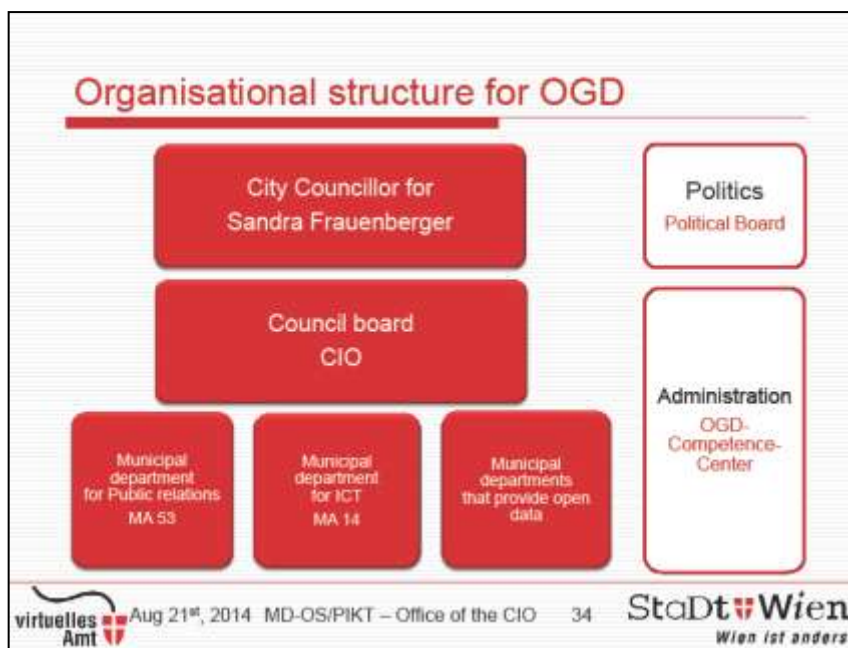 Organisational structure for OGD
City Councillor for
Sandra Frauenberger
Politics
Political Board
Council board
CIO
Administration
OGD-
Competence-
Center
Municipal
department
for Public relations
MA 53
Municipal
department
for ICT
MA 14
Municipal
departments
that provide open
data
virtuelles
Amt
Aug 21st, 2014 MD-OS/PIKT – Office of the CIO 34
StaDt Wien
Wien ist anders